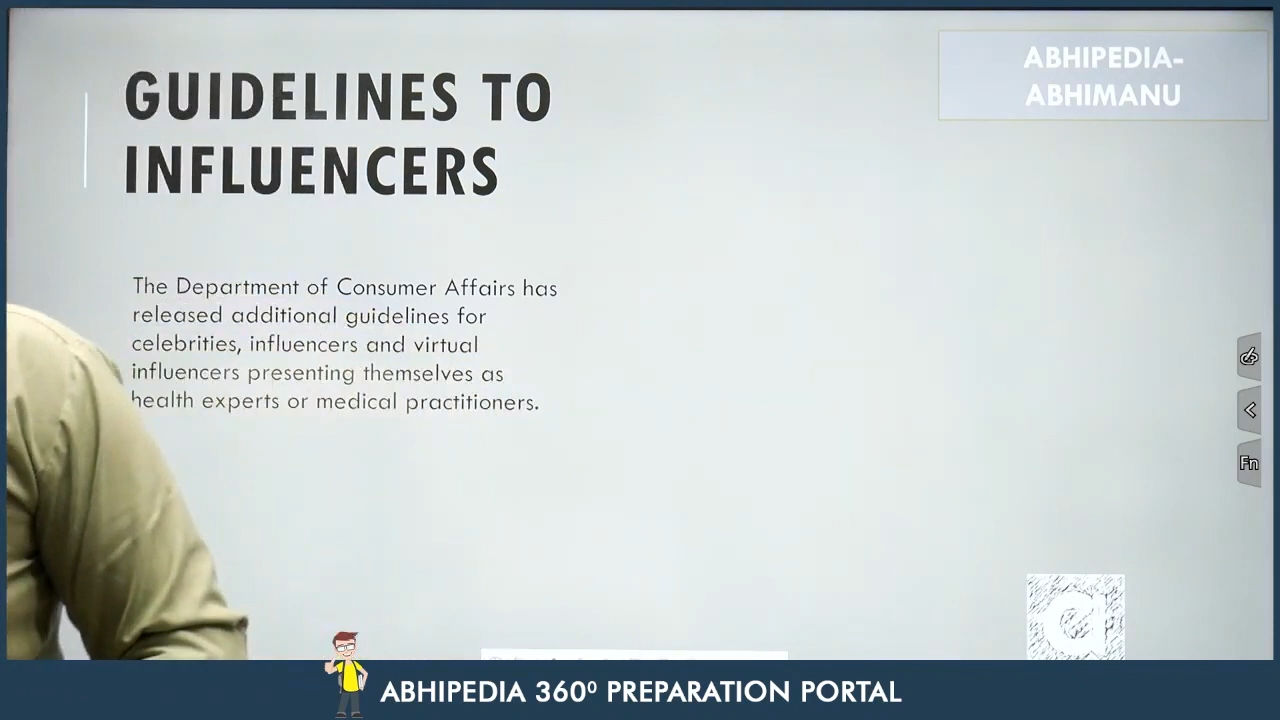 GUIDELINES TO
INFLUENCERS
ABHIPEDIA-
ABHIMANU
The Department of Consumer Affairs has
released additional guidelines for
celebrities, influencers and virtual
influencers presenting themselves as
health experts or medical practitioners.
Fn
ABHIPEDIA 360º PREPARATION PORTAL